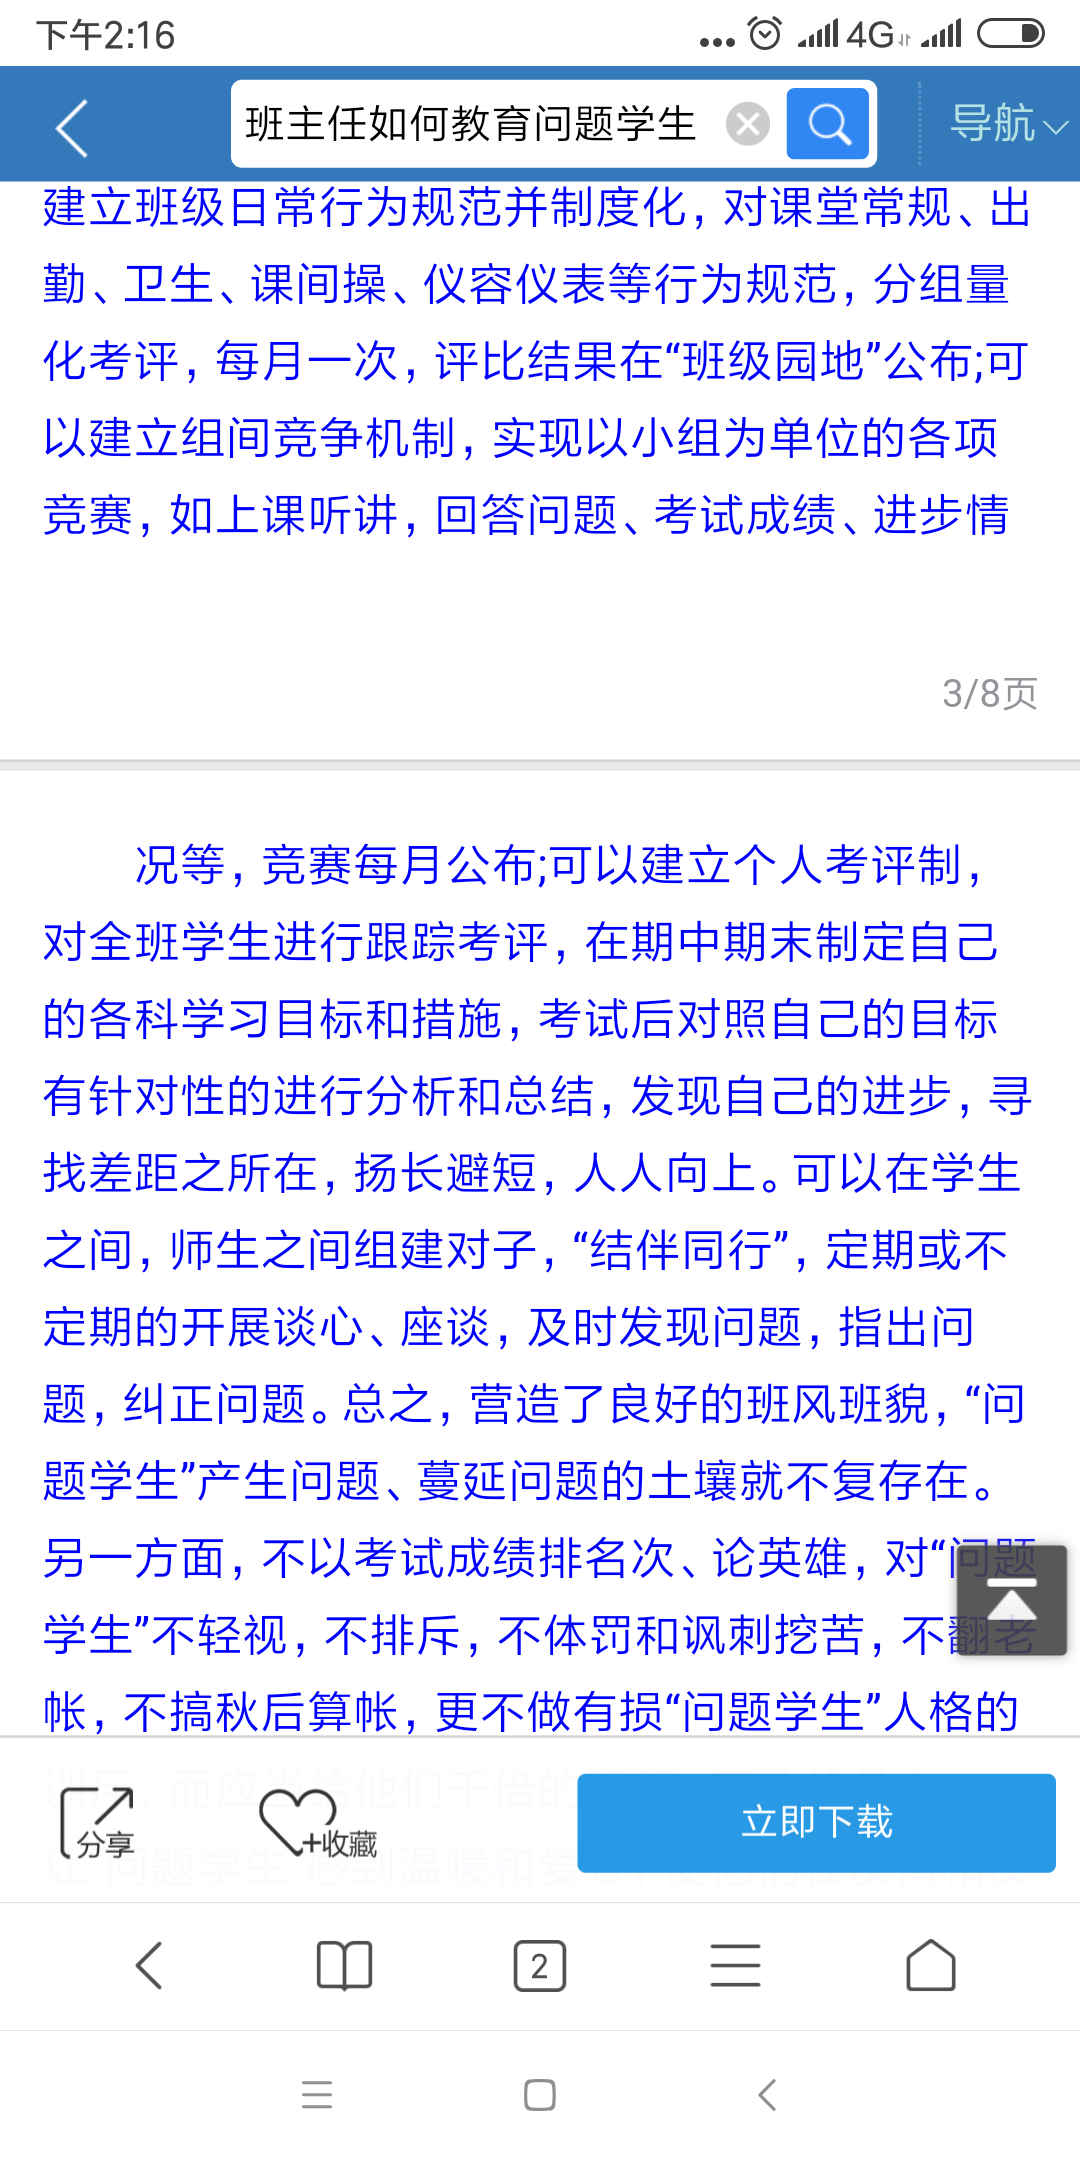 下午2:16
4G
班主任如何教育问题学生
导航
建立班级日常行为规范并制度化，对课堂常规、出
勤、卫生、课间操、仪容仪表等行为规范，分组量
化考评，每月一次，评比结果在“班级园地”公布;可
以建立组间竞争机制，实现以小组为单位的各项
竞赛，如上课听讲，回答问题、考试成绩、进步情
3/8页
况等，竞赛每月公布;可以建立个人考评制，
对全班学生进行跟踪考评，在期中期末制定自己
的各科学习目标和措施，考试后对照自己的目标
有针对性的进行分析和总结，发现自己的进步，寻
找差距之所在，扬长避短，人人向上。可以在学生
之间，师生之间组建对子，“结伴同行”，定期或不
定期的开展谈心、座谈，及时发现问题，指出问
题，纠正问题。总之，营造了良好的班风班貌，“问
题学生”产生问题、蔓延问题的土壤就不复存在。
另一方面，不以考试成绩排名次、论英雄，对“问题
学生”不轻视，不排斥，不体罚和讽刺挖苦，不翻老
帐，不搞秋后算帐，更不做有损“问题学生”人格的
分享
+收藏
立即下载
2